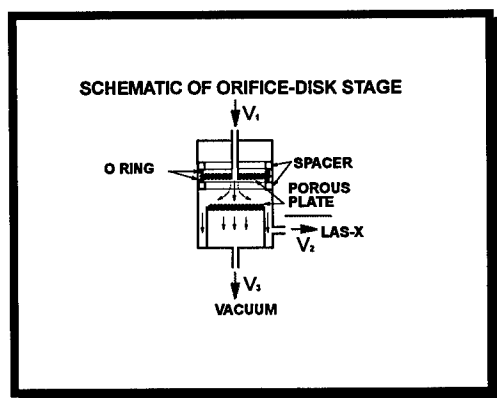 SCHEMATIC OF ORIFICE-DISK STAGE
V₁
O RING
SPACER
POROUS
PLATE
LAS-X
V₂
V₃
VACUUM